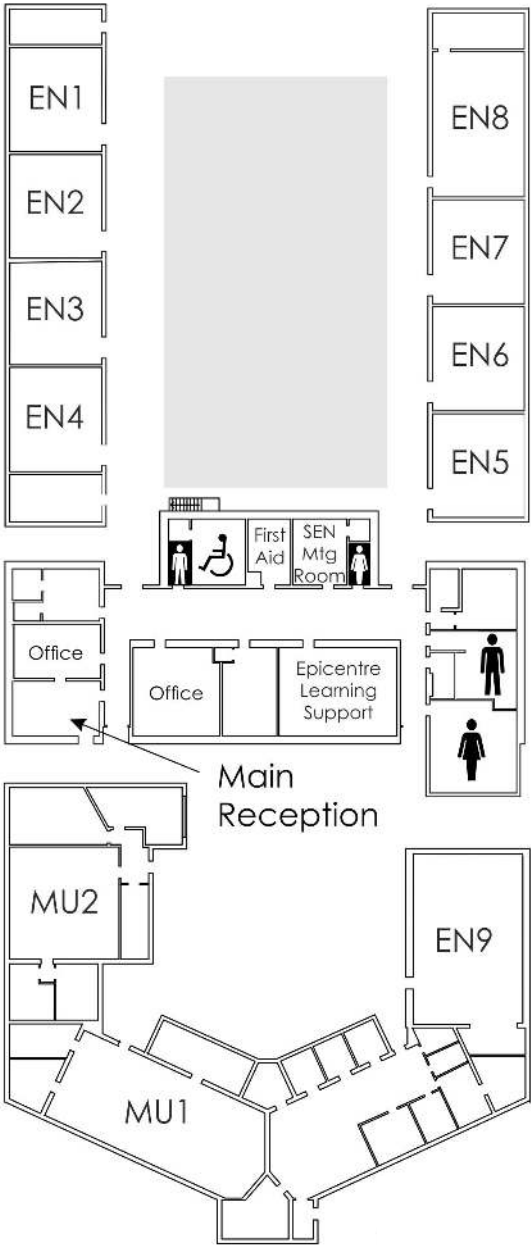 EN1
EN8
EN2
EN7
EN3
EN6
EN4
EN5
First
Aid
SEN
Mtg
Room
Office
Office
Epicentre
Learning
Support
Main
Reception
MU2
EN9
MU1